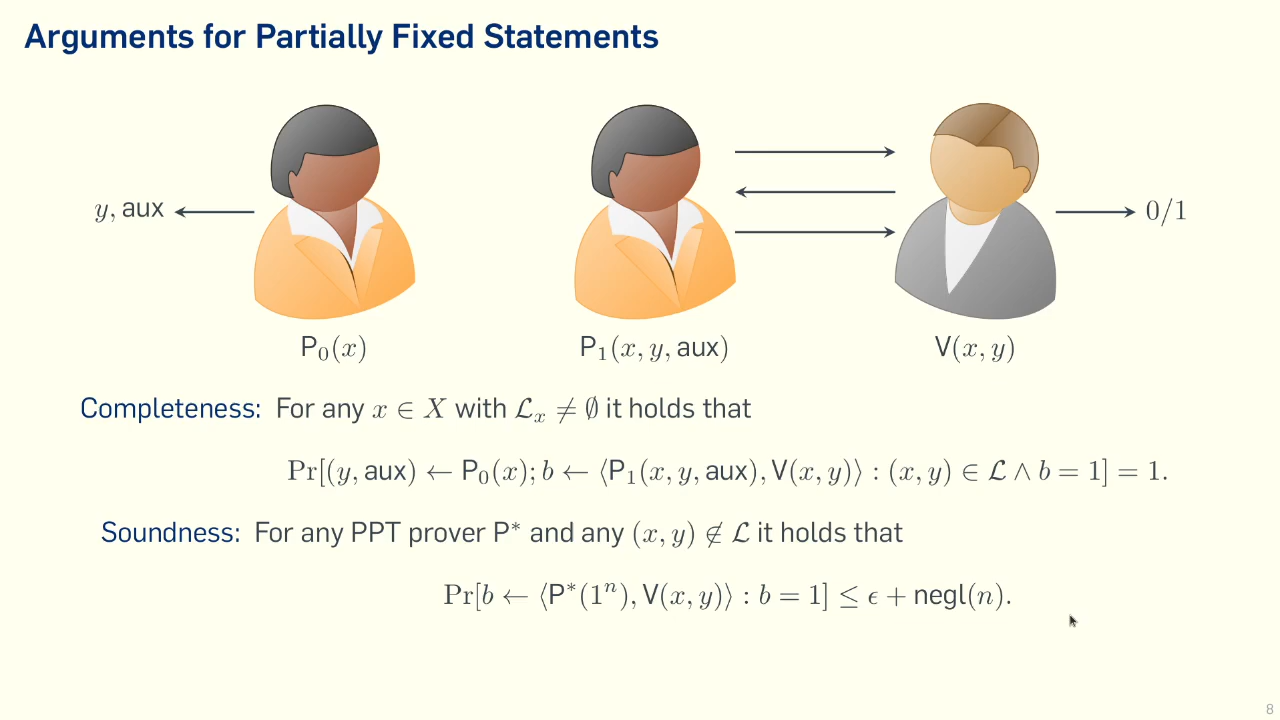 Arguments for Partially Fixed Statements
y, aux
0/1
P₀(x)
P₁(x, y, aux)
V(x, y)
Completeness: For any x ∈ X with ℒₓ ≠ ∅ it holds that
Pr[(y, aux) ← P₀(x); b ← ⟨P₁(x, y, aux), V(x, y)⟩ : (x, y) ∈ ℒ ∧ b = 1] = 1.
Soundness: For any PPT prover P* and any (x, y) ∉ ℒ it holds that
Pr[b ← ⟨P*(1ⁿ), V(x, y)⟩ : b = 1] ≤ ϵ + negl(n).
8